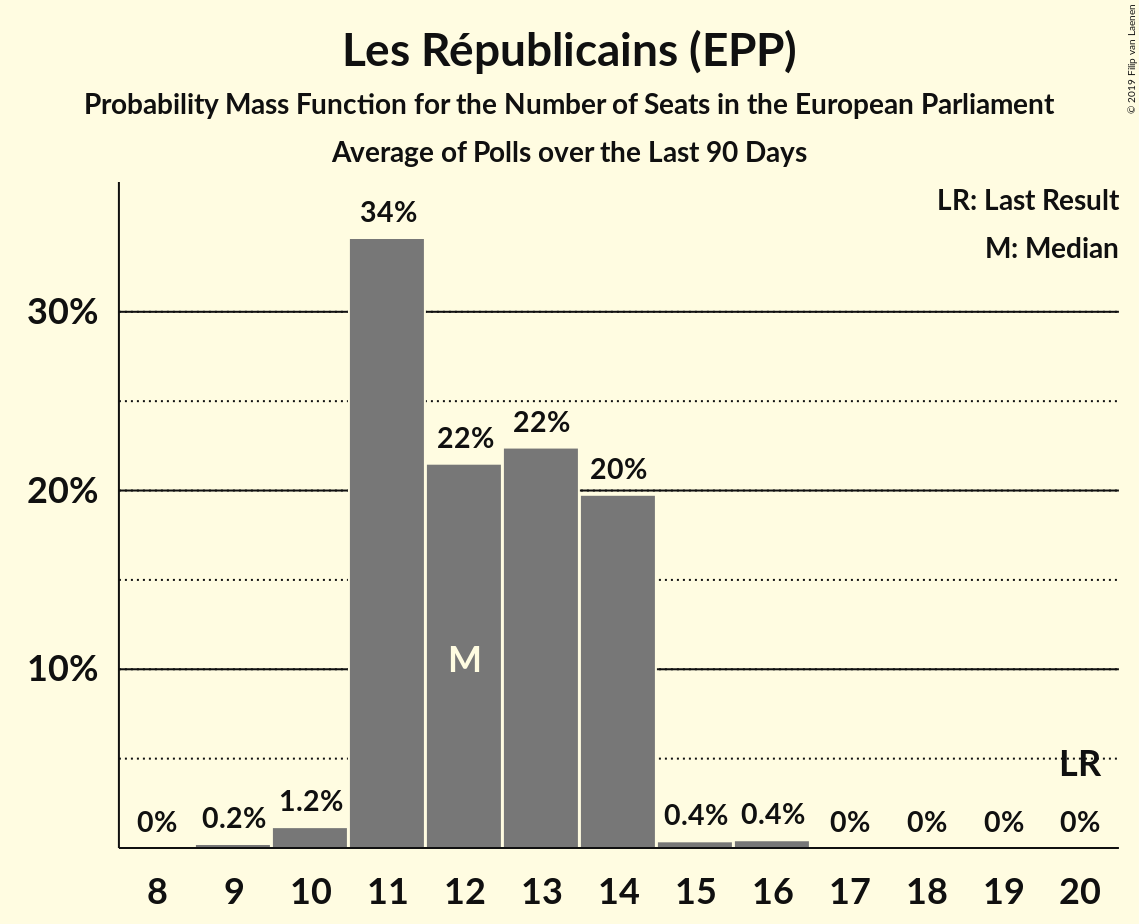 Les Républicains (EPP)
Probability Mass Function for the Number of Seats in the European Parliament
Average of Polls over the Last 90 Days
© 2019 Filip van Laenen
LR: Last Result
M: Median
34%
30%
22%
22%
20%
20%
M
10%
LR
0%
0.2%
1.2%
0.4%
0.4%
0%
0%
0%
0%
8 9 10 11 12 13 14 15 16 17 18 19 20